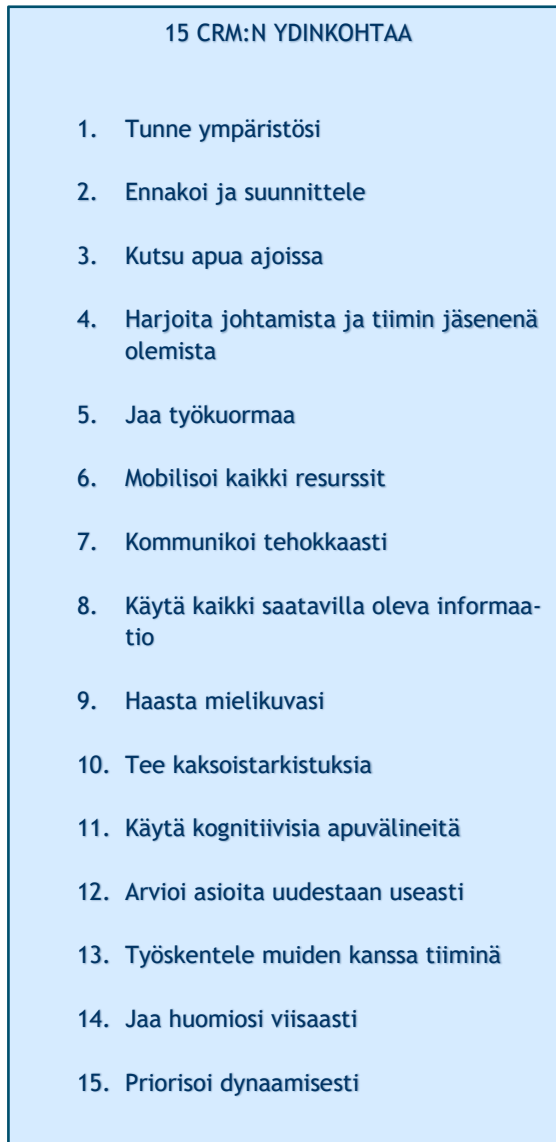 15 CRM:N YDINKOHTAA
1. Tunne ympäristösi
2. Ennakoi ja suunnittele
3. Kutsu apua ajoissa
4. Harjoita johtamista ja tiimin jäsenenä
olemista
5. Jaa työkuormaa
6. Mobilisoi kaikki resurssit
7. Kommunikoi tehokkaasti
8. Käytä kaikki saatavilla oleva informaa-
tio
9. Haasta mielikuvasi
10. Tee kaksoistarkistuksia
11. Käytä kognitiivisia apuvälineitä
12. Arvioi asioita uudestaan useasti
13. Työskentele muiden kanssa tiiminä
14. Jaa huomiosi viisaasti
15. Priorisoi dynaamisesti